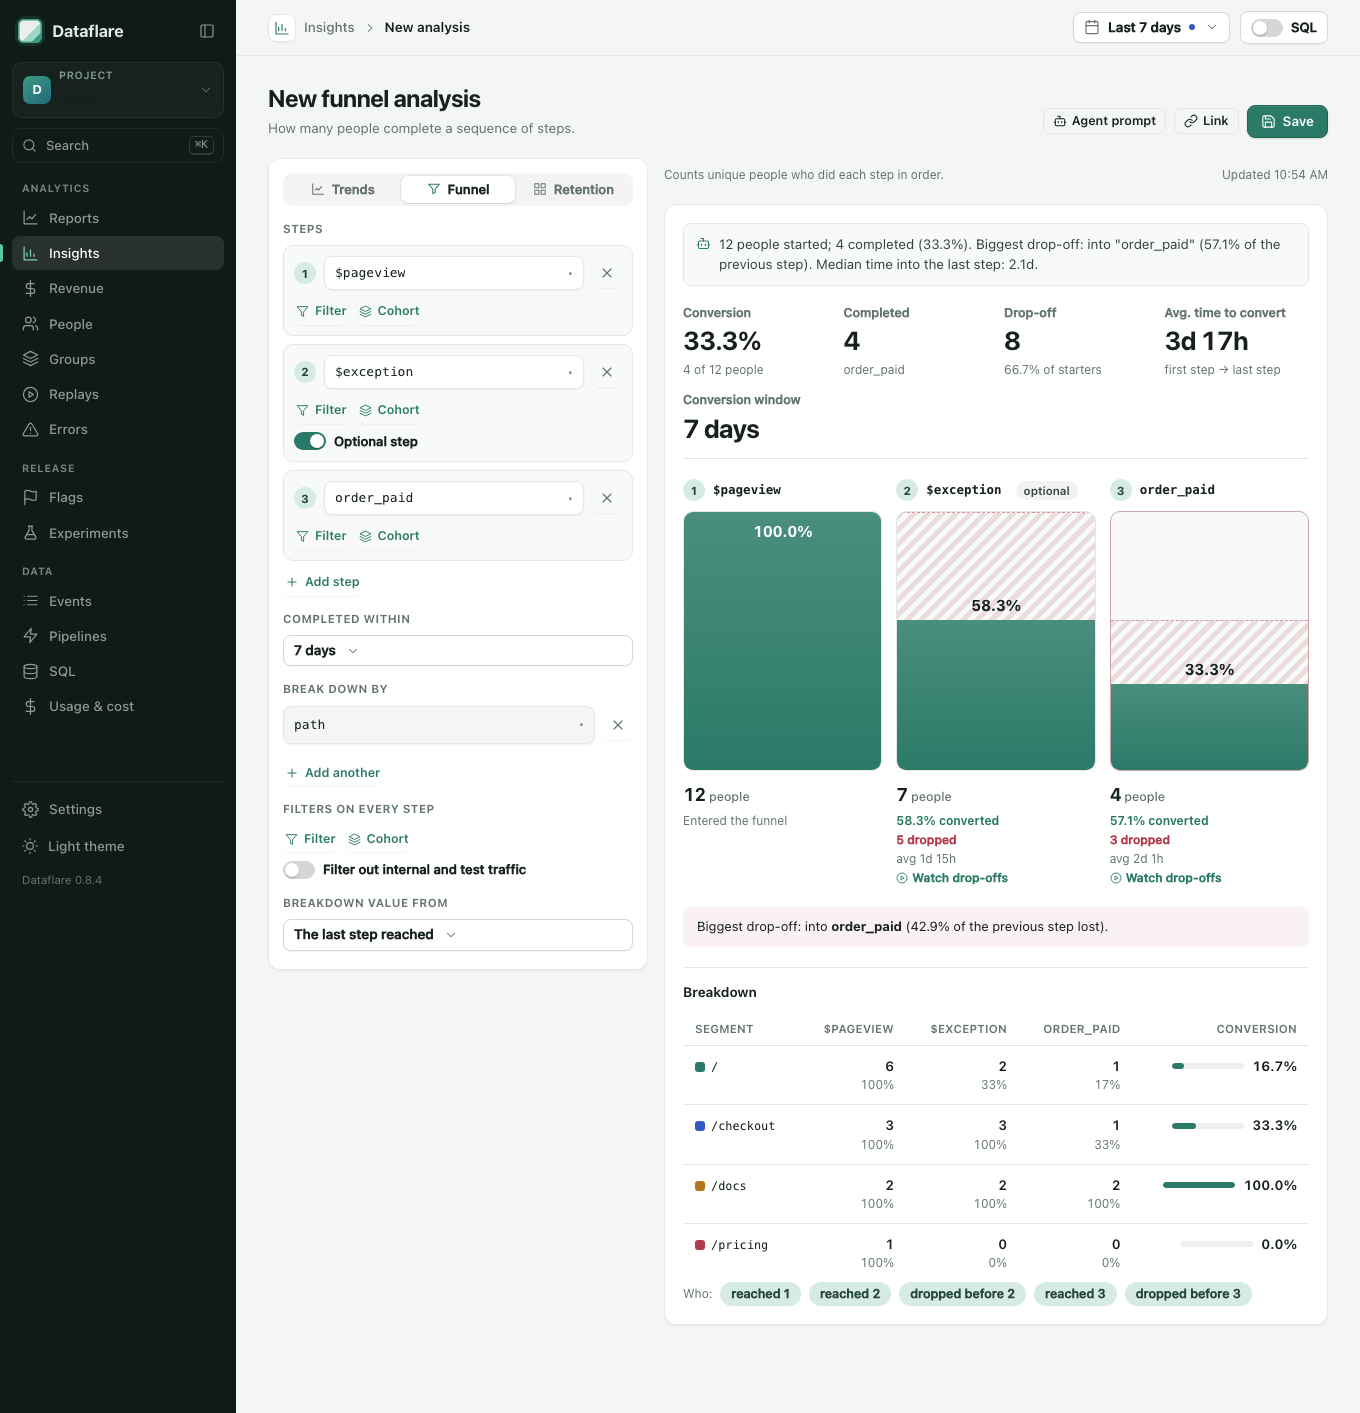 Dataflare
PROJECT
D
Search ⌘K
ANALYTICS
Reports
Insights
Revenue
People
Groups
Replays
Errors
RELEASE
Flags
Experiments
DATA
Events
Pipelines
SQL
Usage & cost
Settings
Light theme
Dataflare 0.8.4
Insights > New analysis
Last 7 days
SQL
New funnel analysis
How many people complete a sequence of steps.
Agent prompt
Link
Save
Trends
Funnel
Retention
STEPS
1 $pageview
Filter Cohort
2 $exception
Filter Cohort
Optional step
3 order_paid
Filter Cohort
+ Add step
COMPLETED WITHIN
7 days
BREAK DOWN BY
path
+ Add another
FILTERS ON EVERY STEP
Filter Cohort
Filter out internal and test traffic
BREAKDOWN VALUE FROM
The last step reached
Counts unique people who did each step in order.
Updated 10:54 AM
12 people started; 4 completed (33.3%). Biggest drop-off: into "order_paid" (57.1% of the
previous step). Median time into the last step: 2.1d.
Conversion
33.3%
4 of 12 people
Completed
4
order_paid
Drop-off
8
66.7% of starters
Avg. time to convert
3d 17h
first step → last step
Conversion window
7 days
1 $pageview
100.0%
12 people
Entered the funnel
2 $exception optional
58.3%
7 people
58.3% converted
5 dropped
avg 1d 15h
Watch drop-offs
3 order_paid
33.3%
4 people
57.1% converted
3 dropped
avg 2d 1h
Watch drop-offs
Biggest drop-off: into order_paid (42.9% of the previous step lost).
Breakdown
SEGMENT $PAGEVIEW $EXCEPTION ORDER_PAID CONVERSION
/ 6 2 1 16.7%
100% 33% 17%
/checkout 3 3 1 33.3%
100% 100% 33%
/docs 2 2 2 100.0%
100% 100% 100%
/pricing 1 0 0 0.0%
100% 0% 0%
Who: reached 1 reached 2 dropped before 2 reached 3 dropped before 3